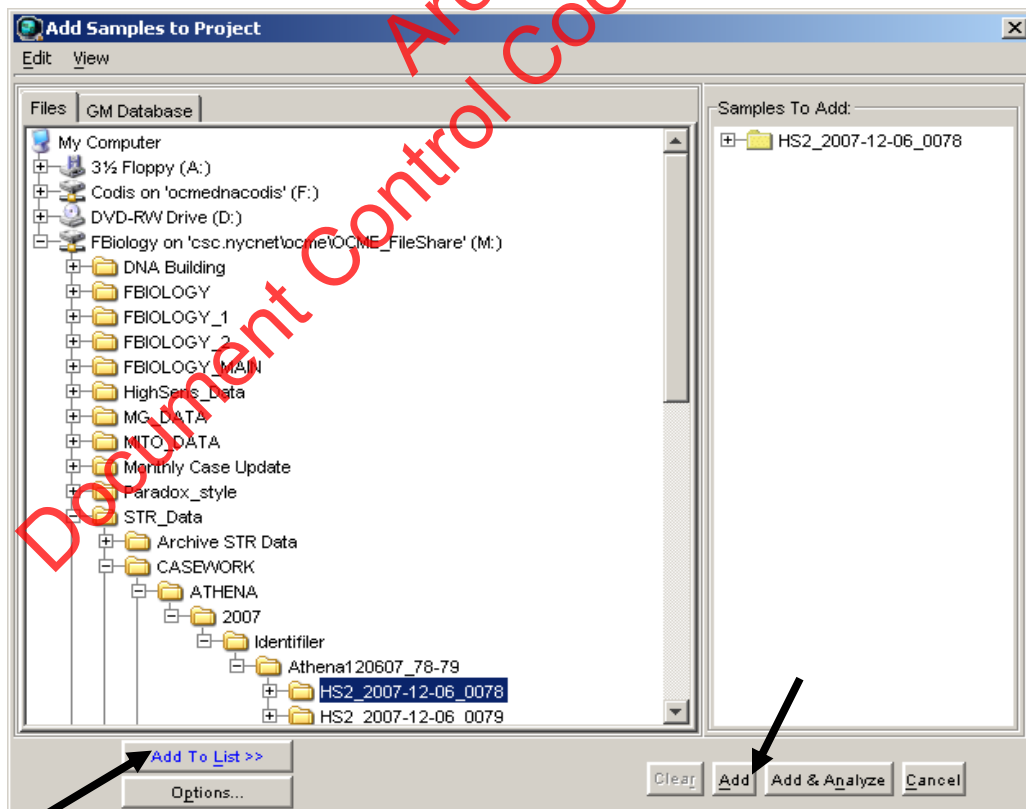 Add Samples to Project
Edit View
Files GM Database
My Computer
3½ Floppy (A:)
Codis on 'ocmednacodis' (F:)
DVD-RW Drive (D:)
FBiology on 'csc.nycnet\ocme\OCME_FileShare' (M:)
DNA Building
FBIOLOGY
FBIOLOGY_1
FBIOLOGY_2
FBIOLOGY_MAIN
HighSens_Data
MG_DATA
MITO_DATA
Monthly Case Update
Paradox_style
STR_Data
Archive STR Data
CASEWORK
ATHENA
2007
Identifiler
Athena120607_78-79
HS2_2007-12-06_0078
HS2_2007-12-06_0079
Samples To Add:
HS2_2007-12-06_0078
Add To List >>
Options...
Clear Add Add & Analyze Cancel
Document Control